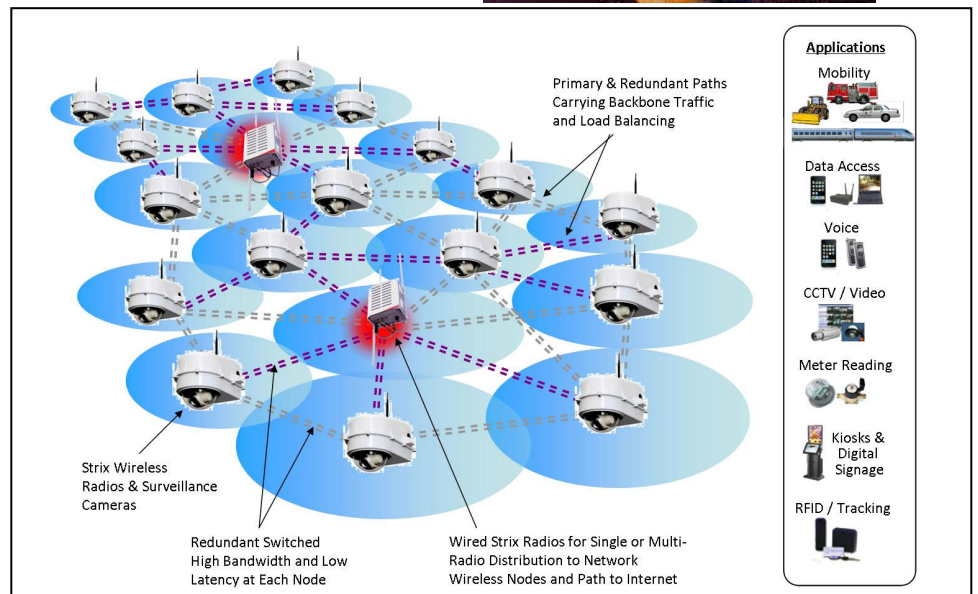 Primary & Redundant Paths
Carrying Backbone Traffic
and Load Balancing
Strix Wireless
Radios & Surveillance
Cameras
Redundant Switched
High Bandwidth and Low
Latency at Each Node
Wired Strix Radios for Single or Multi-
Radio Distribution to Network
Wireless Nodes and Path to Internet
Applications
Mobility
Data Access
Voice
CCTV / Video
Meter Reading
Kiosks &
Digital
Signage
RFID / Tracking